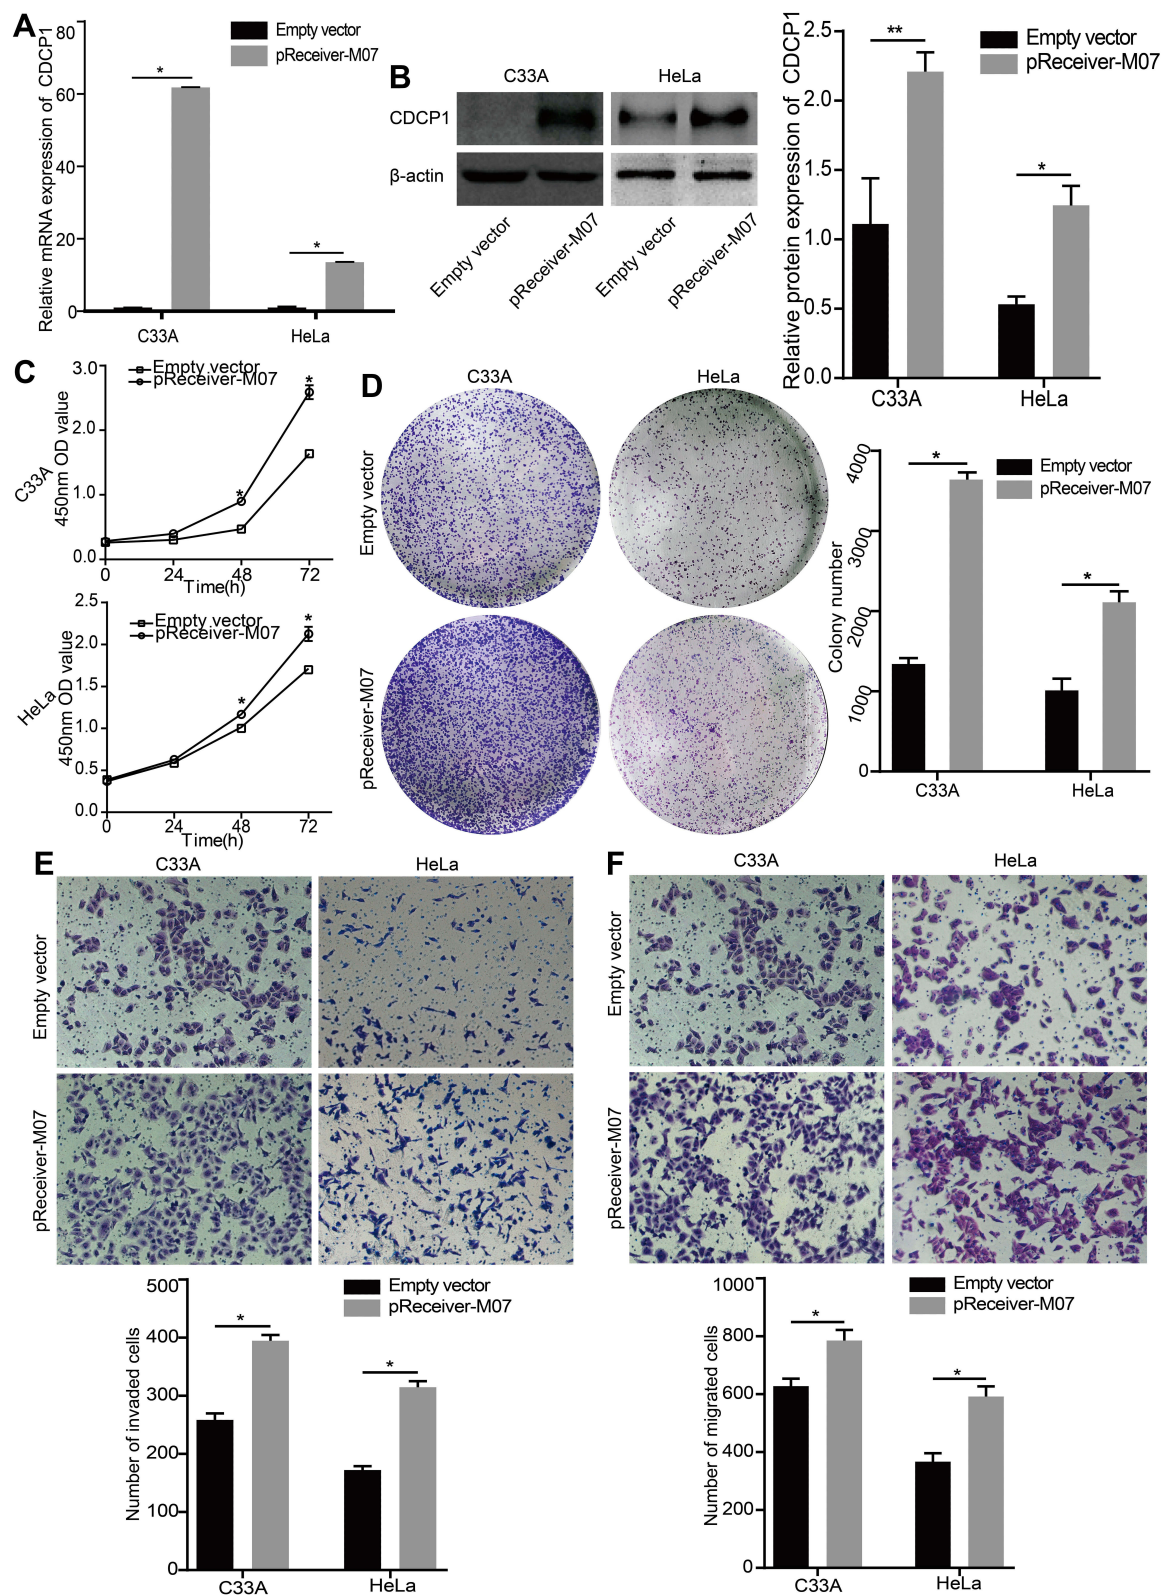 A
Relative mRNA expression of CDCP1
80
60
40
20
0
Empty vector
pReceiver-M07
*
*
C33A
HeLa
B
C33A
HeLa
CDCP1
β-actin
Empty vector
pReceiver-M07
Empty vector
pReceiver-M07
Relative protein expression of CDCP1
2.5
2.0
1.5
1.0
0.5
0.0
Empty vector
pReceiver-M07
**
*
C33A
HeLa
C
C33A
450nm OD value
3.0
2.0
1.0
0.0
Empty vector
pReceiver-M07
*
*
0
24
48
72
Time(h)
HeLa
450nm OD value
2.5
2.0
1.5
1.0
0.5
0.0
Empty vector
pReceiver-M07
*
*
0
24
48
72
Time(h)
D
C33A
HeLa
Empty vector
pReceiver-M07
Colony number
4000
3000
2000
1000
0
Empty vector
pReceiver-M07
*
*
C33A
HeLa
E
C33A
HeLa
Empty vector
pReceiver-M07
Number of invaded cells
500
400
300
200
100
0
Empty vector
pReceiver-M07
*
*
C33A
HeLa
F
C33A
HeLa
Empty vector
pReceiver-M07
Number of migrated cells
1000
800
600
400
200
0
Empty vector
pReceiver-M07
*
*
C33A
HeLa